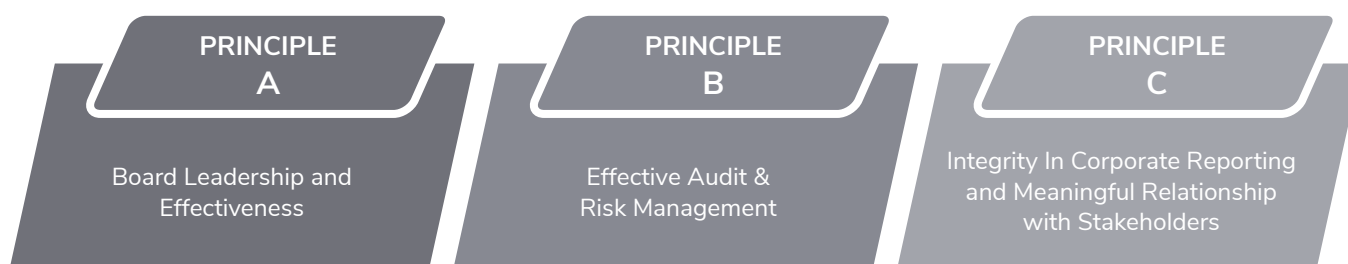 PRINCIPLE
A
Board Leadership and
Effectiveness
PRINCIPLE
B
Effective Audit &
Risk Management
PRINCIPLE
C
Integrity In Corporate Reporting
and Meaningful Relationship
with Stakeholders